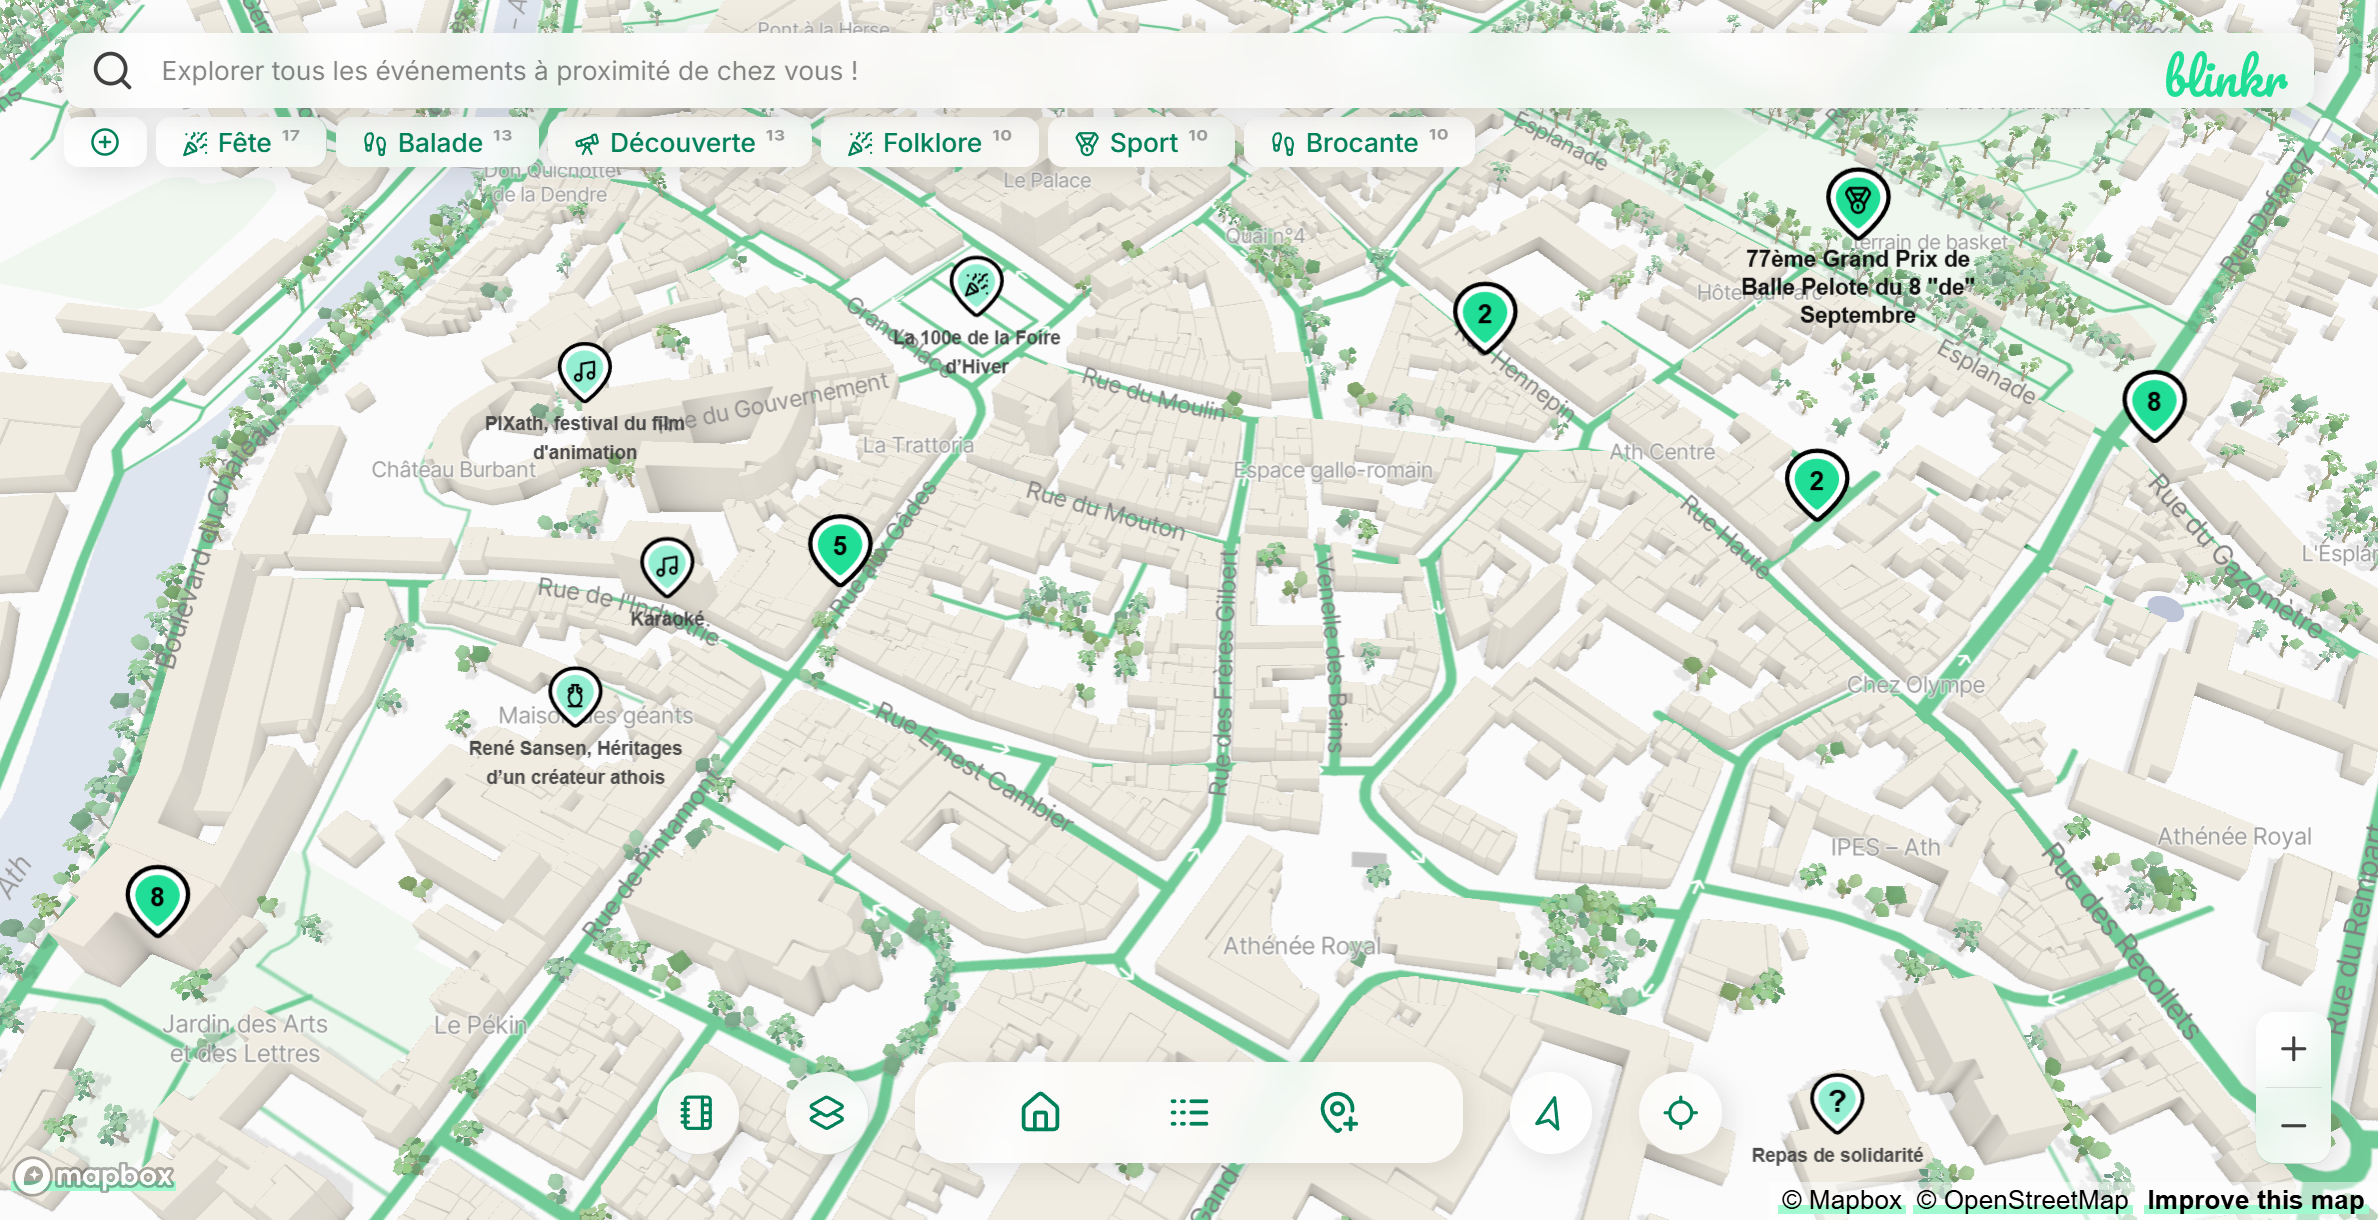 Pont à la Herse
Explorer tous les événements à proximité de chez vous !
blinkr
Fête 17
Balade 13
Découverte 13
Folklore 10
Sport 10
Brocante 10
Esplanade
Don Quichotte
de la Dendre
Le Palace
Quai n°4
Rue Defacqz
terrain de basket
77ème Grand Prix de
Balle Pelote du 8 "de"
Septembre
Hôtel du Parc
La 100e de la Foire
d'Hiver
Grand Place
2
Rue Hennepin
Esplanade
PIXath, festival du film
d'animation
Rue du Gouvernement
Rue du Moulin
8
Château Burbant
La Trattoria
Espace gallo-romain
Ath Centre
2
Rue du Mouton
Rue aux Gâdes
Rue Haute
Rue du Gazomètre
Boulevard du Château
5
Rue de l'Industrie
Karaoké
Rue des Frères Gilbert
Venelle des Bains
Maison des géants
René Sansen, Héritages
d'un créateur athois
Chez Olympe
Rue Ernest Cambier
Rue de Pintamont
IPES – Ath
Athénée Royal
Ath
8
Athénée Royal
Rue des Récollets
Rue du Rempart
Jardin des Arts
et des Lettres
Le Pékin
+
?
Repas de solidarité
−
mapbox
© Mapbox © OpenStreetMap Improve this map